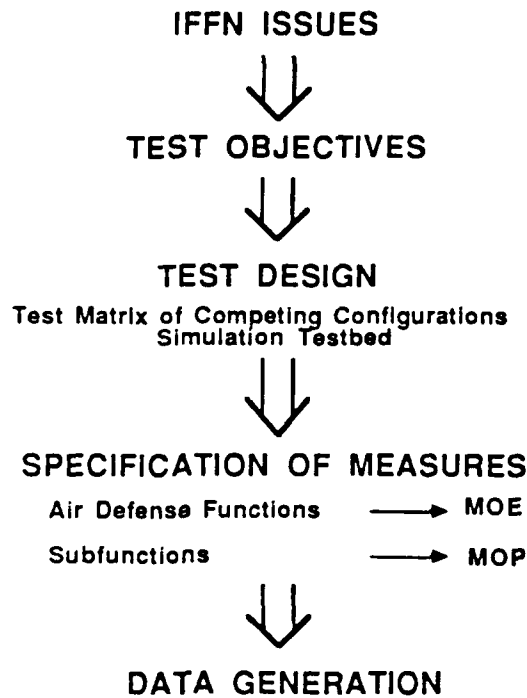 IFFN ISSUES
TEST OBJECTIVES
TEST DESIGN
Test Matrix of Competing Configurations
Simulation Testbed
SPECIFICATION OF MEASURES
Air Defense Functions MOE
Subfunctions MOP
DATA GENERATION